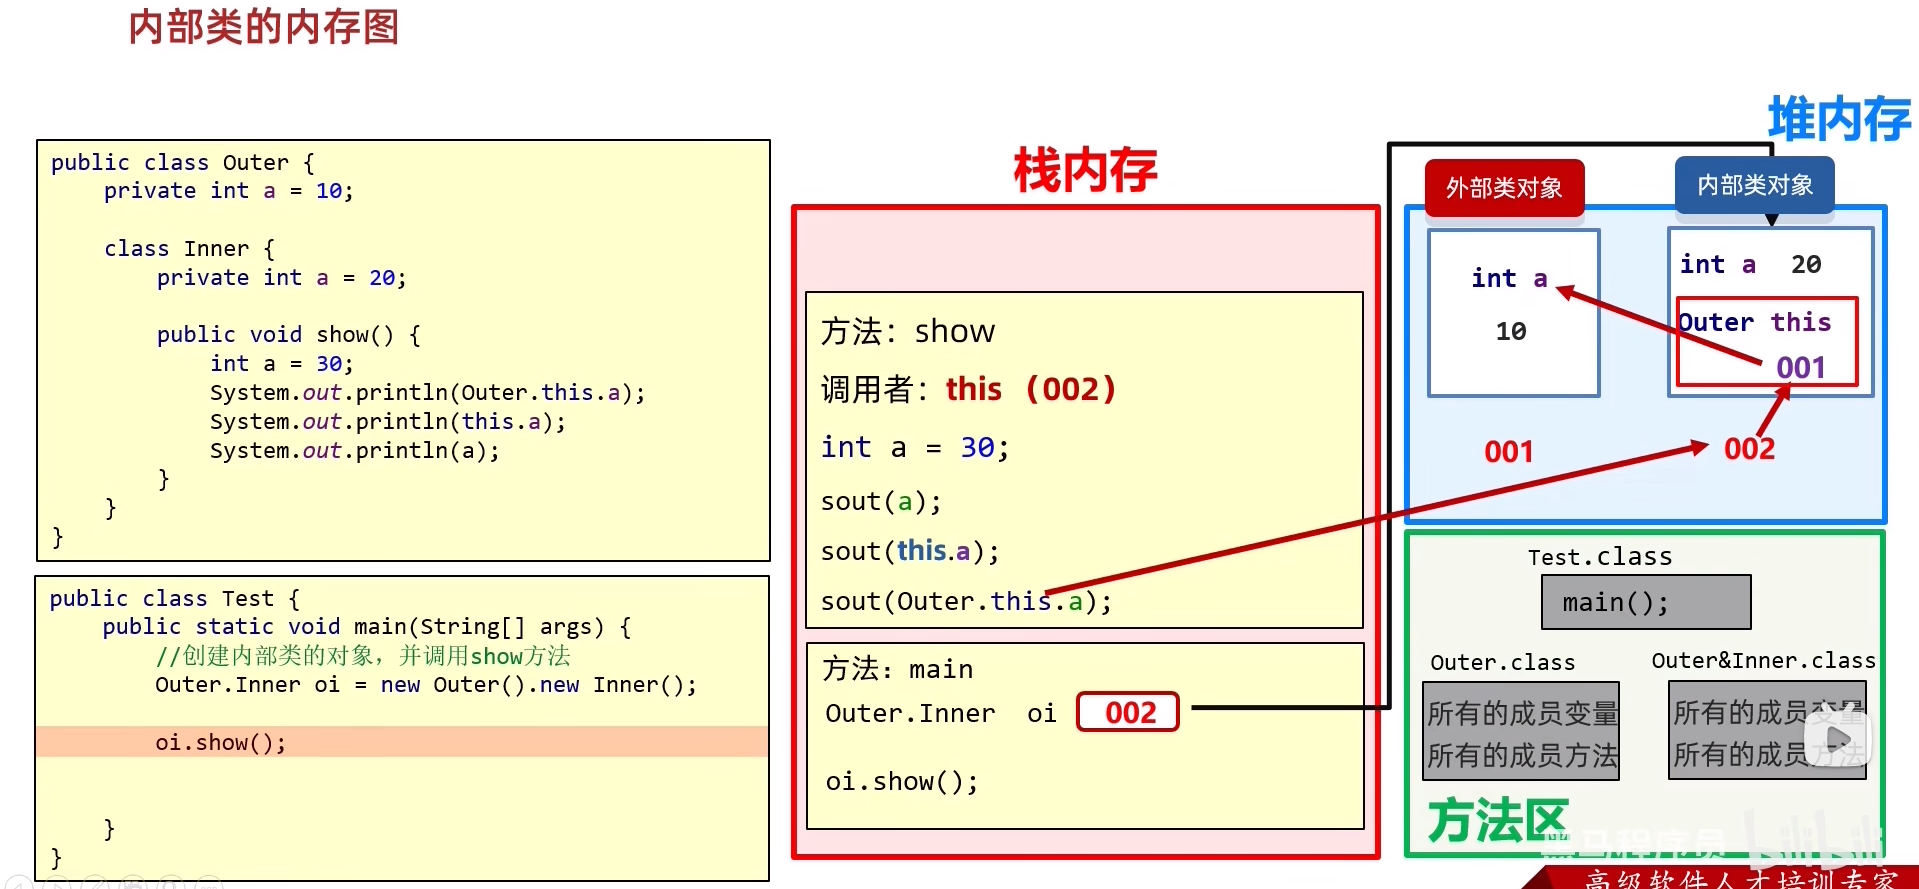 内部类的内存图
public class Outer {
private int a = 10;
class Inner {
private int a = 20;
public void show() {
int a = 30;
System.out.println(Outer.this.a);
System.out.println(this.a);
System.out.println(a);
}
}
}
public class Test {
public static void main(String[] args) {
//创建内部类的对象，并调用show方法
Outer.Inner oi = new Outer().new Inner();
oi.show();
}
}
栈内存
方法：show
调用者：this（002）
int a = 30;
sout(a);
sout(this.a);
sout(Outer.this.a);
方法：main
Outer.Inner oi 002
oi.show();
堆内存
外部类对象
int a
10
001
内部类对象
int a 20
Outer this
001
002
Test.class
main();
Outer.class
所有的成员变量
所有的成员方法
Outer&Inner.class
所有的成员变量
所有的成员方法
方法区
黑马程序员 bilibili
高级软件人才培训专家